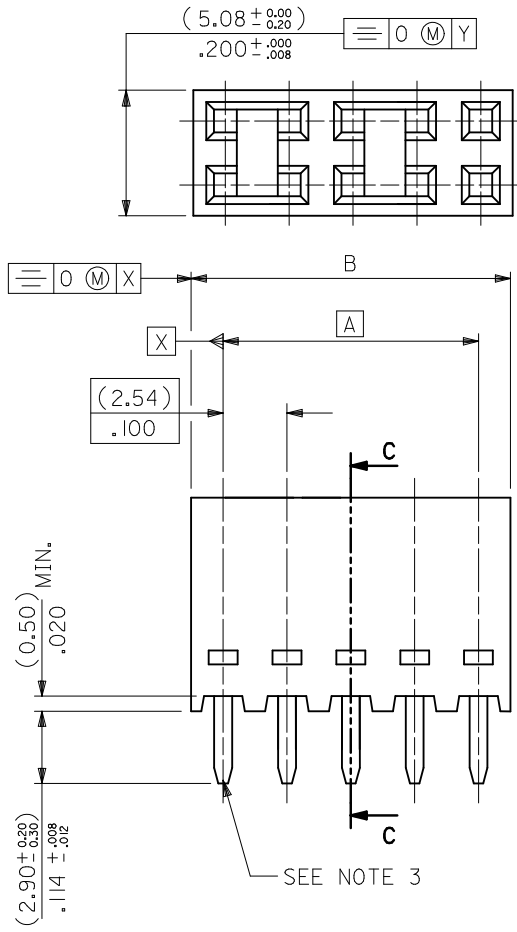 (5.08 +0.00 -0.20)
.200 +.000 -.008
⌯ 0 Ⓜ Y
⌯ 0 Ⓜ X
B
X
A
(2.54)
.100
C
(0.50) MIN.
.020
C
SEE NOTE 3
(2.90 +0.20 -0.30)
.114 +.008 -.012